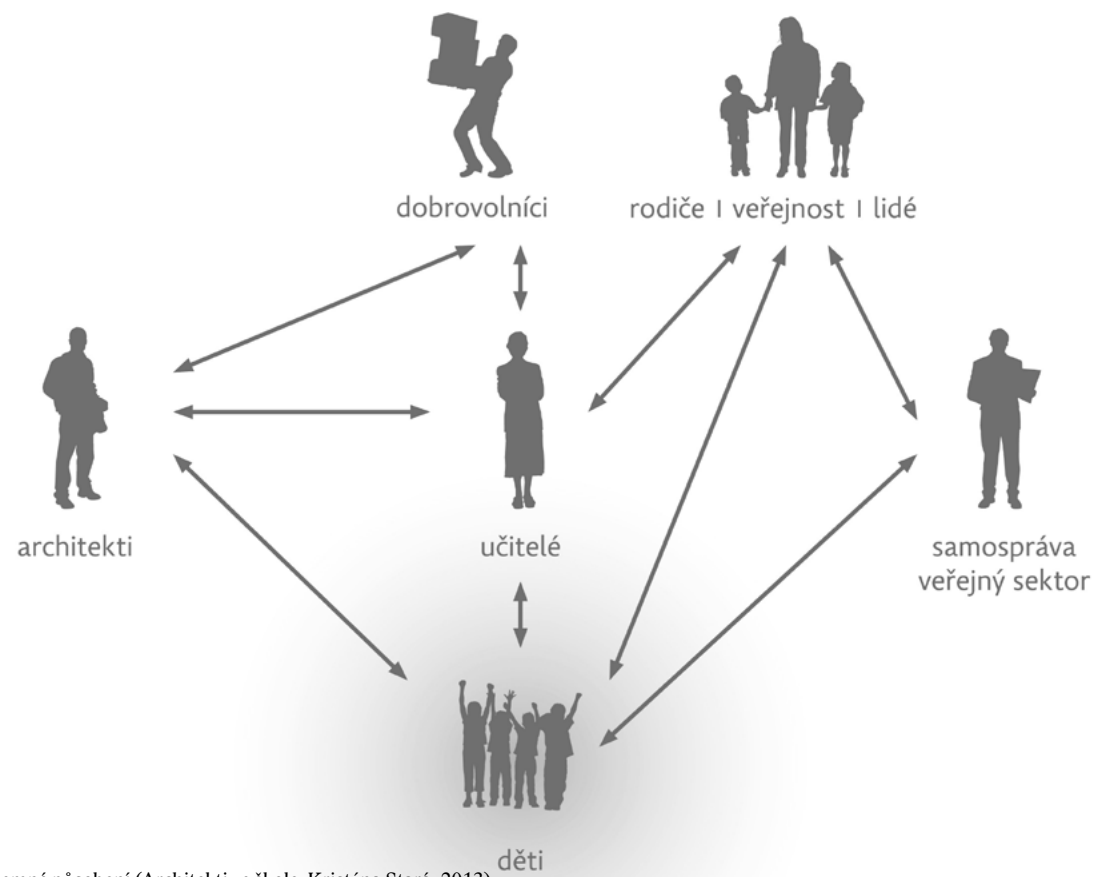 dobrovolníci
rodiče I veřejnost I lidé
architekti
učitelé
samospráva
veřejný sektor
děti